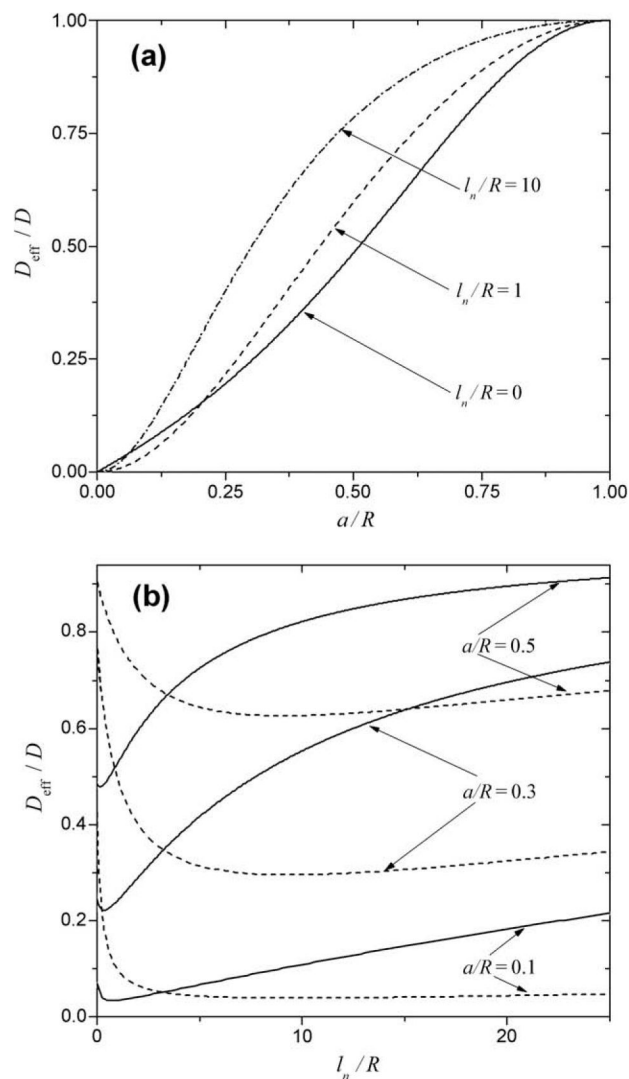 (a)
D_eff / D
1.00
0.75
0.50
0.25
0.00
l_n/R = 10
l_n/R = 1
l_n/R = 0
0.00 0.25 0.50 0.75 1.00
a/R
(b)
D_eff / D
0.8
0.6
0.4
0.2
0.0
a/R = 0.5
a/R = 0.3
a/R = 0.1
0 10 20
l_n/R